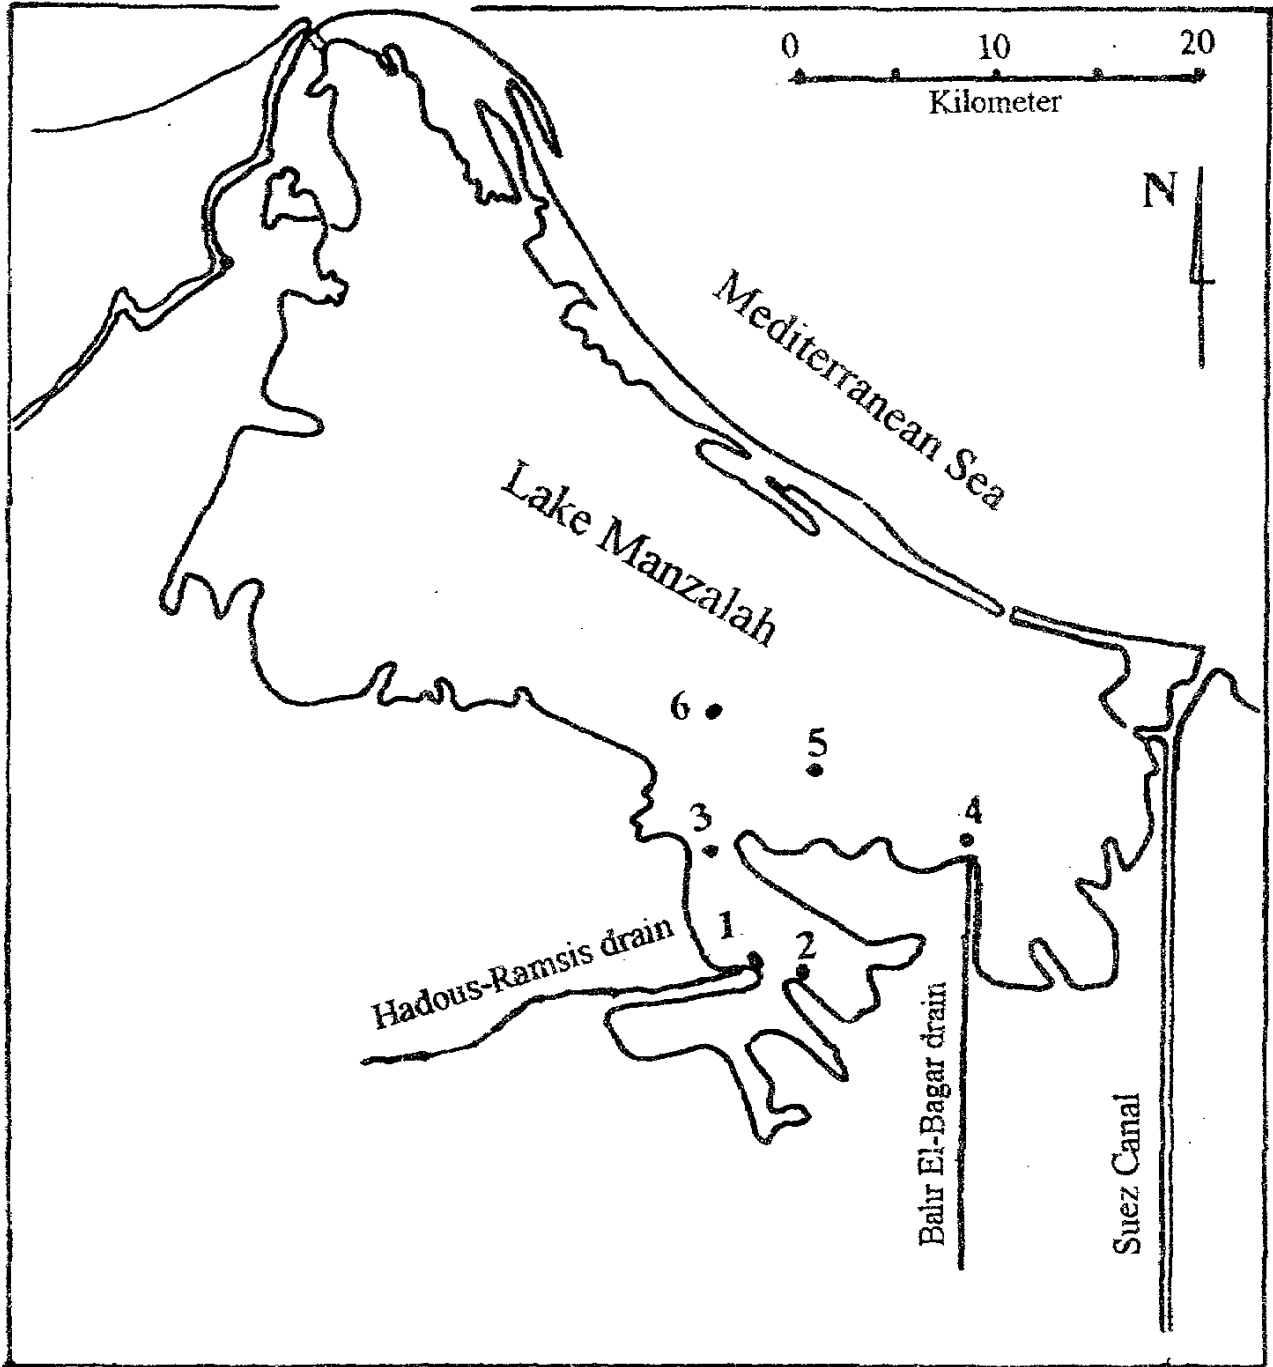 0 10 20
Kilometer
N
Mediterranean Sea
Lake Manzalah
6
5
4
3
1
2
Hadous-Ramsis drain
Bahr El-Bagar drain
Suez Canal